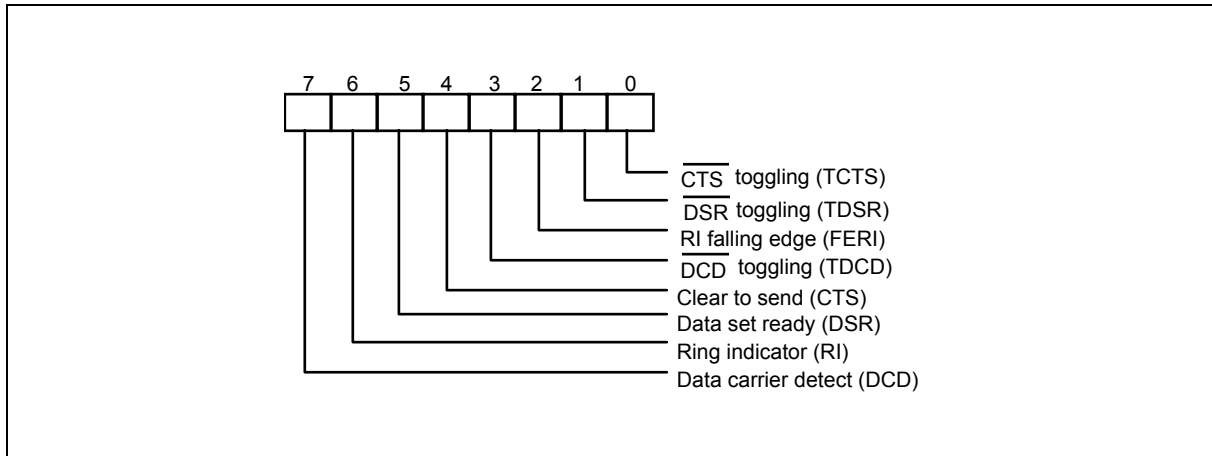 7 6 5 4 3 2 1 0
CTS toggling (TCTS)
DSR toggling (TDSR)
RI falling edge (FERI)
DCD toggling (TDCD)
Clear to send (CTS)
Data set ready (DSR)
Ring indicator (RI)
Data carrier detect (DCD)